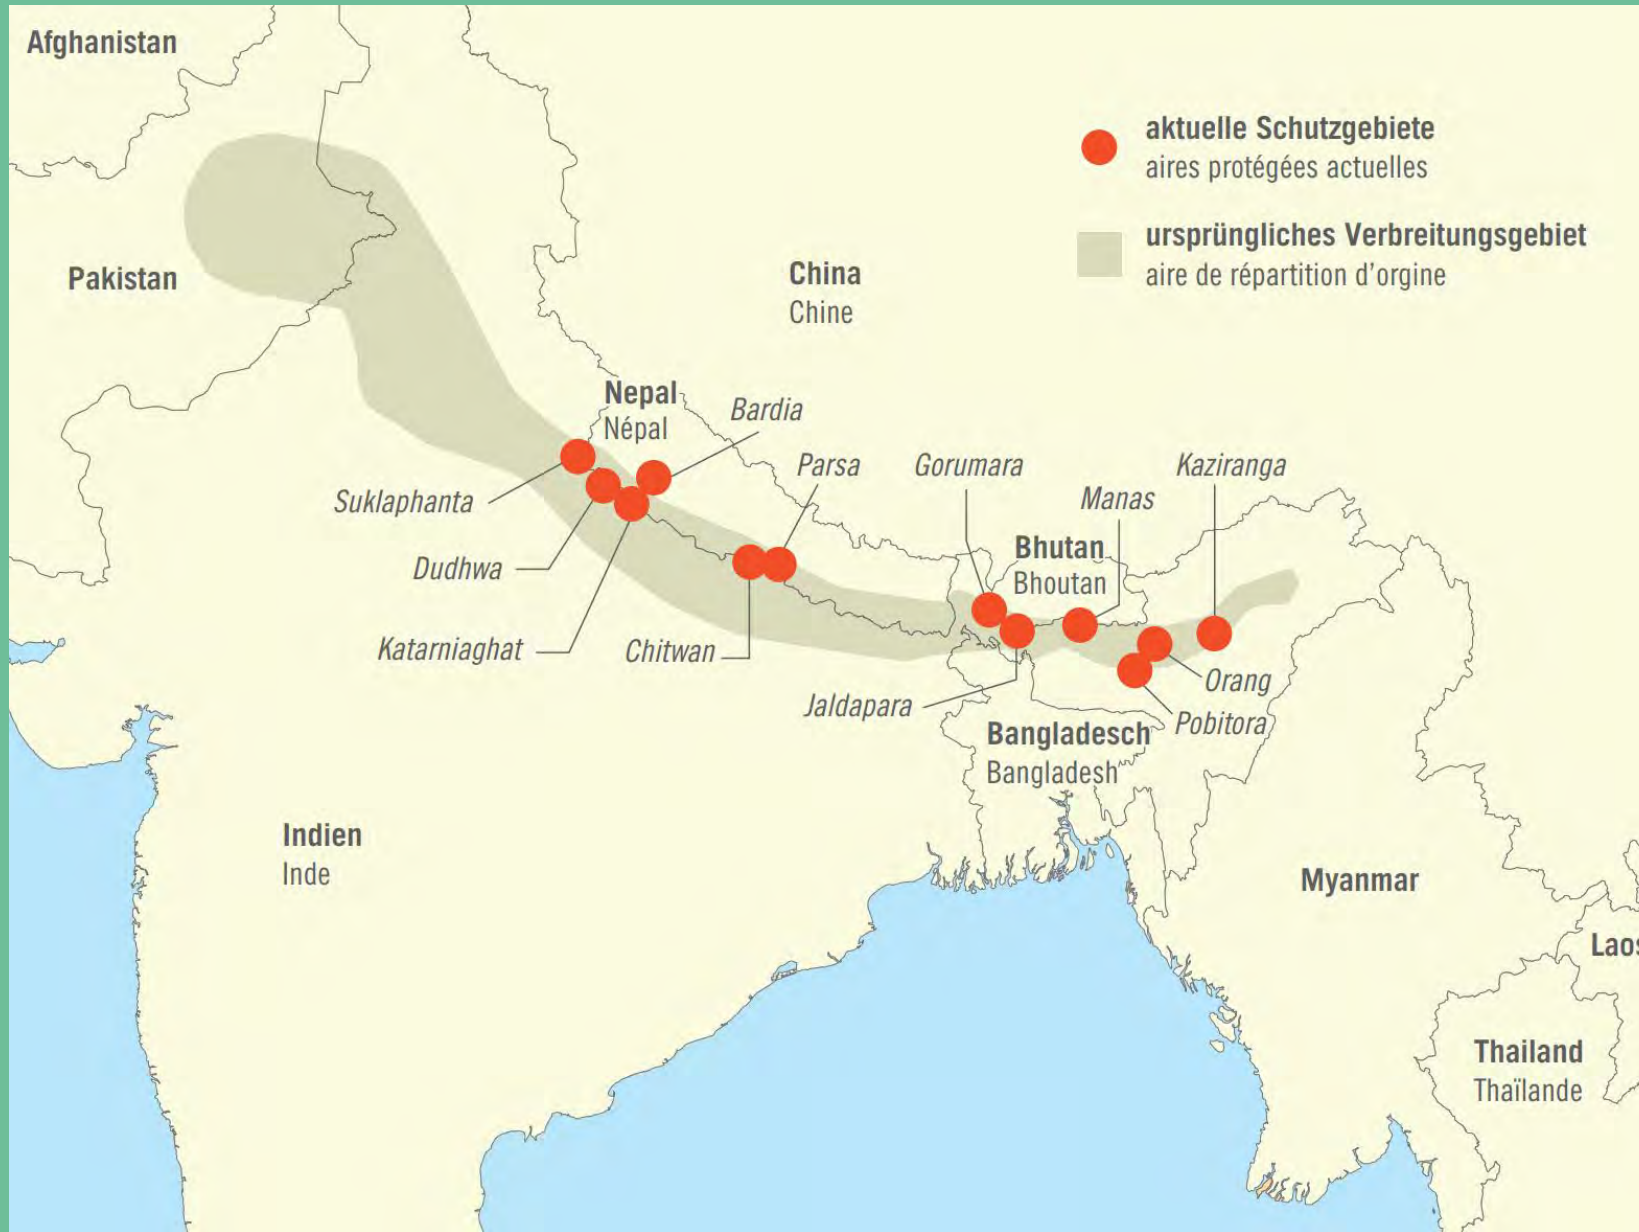 Afghanistan
aktuelle Schutzgebiete
aires protégées actuelles
ursprüngliches Verbreitungsgebiet
aire de répartition d'orgine
Pakistan
China
Chine
Nepal
Népal
Bardia
Parsa
Gorumara
Kaziranga
Manas
Suklaphanta
Dudhwa
Bhutan
Bhoutan
Katarniaghat
Chitwan
Orang
Jaldapara
Pobitora
Bangladesch
Bangladesh
Indien
Inde
Myanmar
Laos
Thailand
Thaïlande